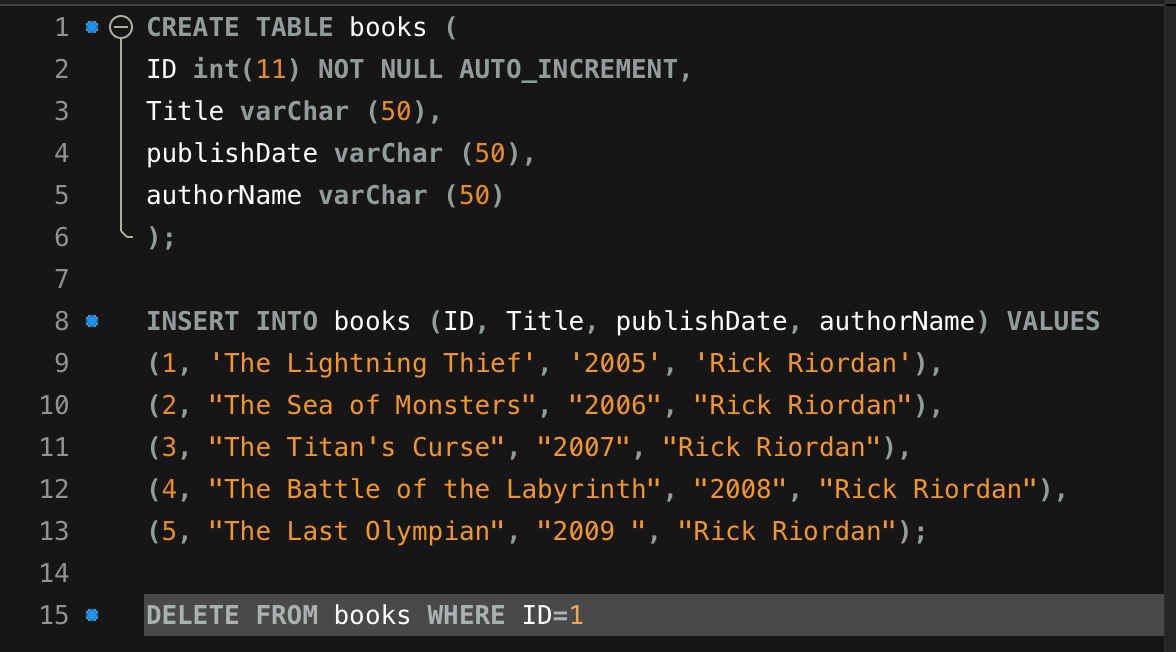 1 CREATE TABLE books (
2 ID int(11) NOT NULL AUTO_INCREMENT,
3 Title varChar (50),
4 publishDate varChar (50),
5 authorName varChar (50)
6 );
7
8 INSERT INTO books (ID, Title, publishDate, authorName) VALUES
9 (1, 'The Lightning Thief', '2005', 'Rick Riordan'),
10 (2, "The Sea of Monsters", "2006", "Rick Riordan"),
11 (3, "The Titan's Curse", "2007", "Rick Riordan"),
12 (4, "The Battle of the Labyrinth", "2008", "Rick Riordan"),
13 (5, "The Last Olympian", "2009 ", "Rick Riordan");
14
15 DELETE FROM books WHERE ID=1